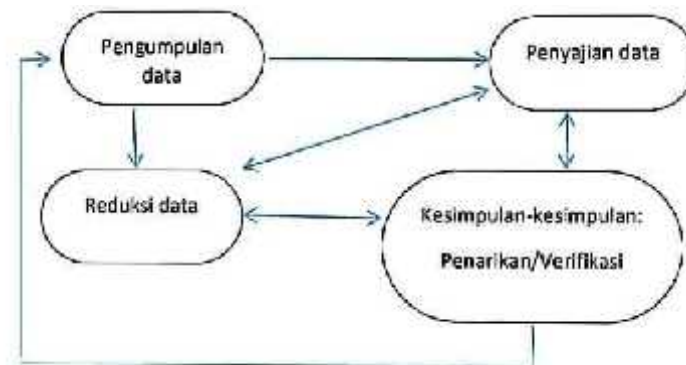 Pengumpulan
data
Penyajian data
Reduksi data
Kesimpulan-kesimpulan:
Penarikan/Verifikasi